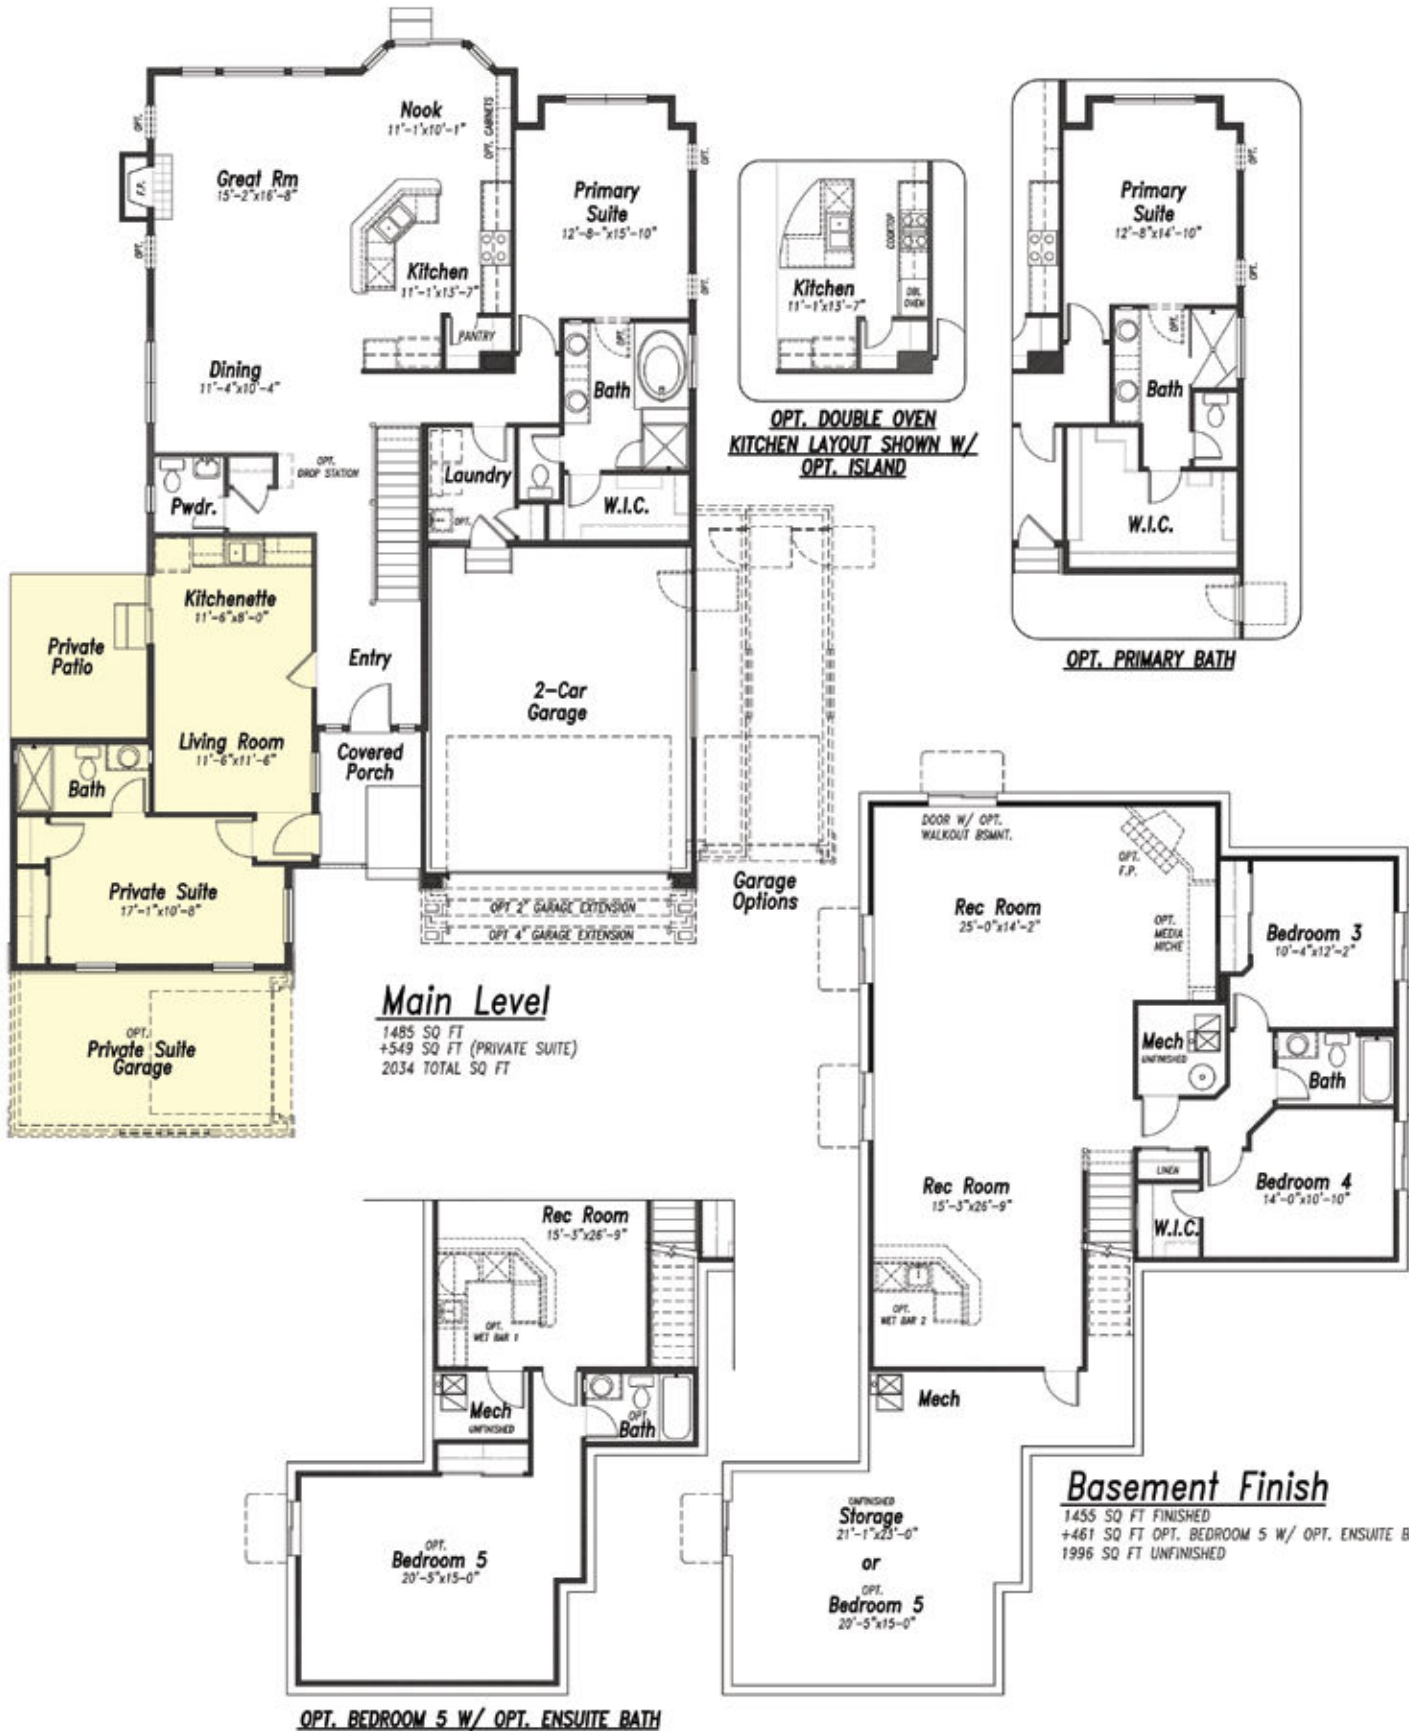 Nook
11'-1"x10'-1"
OPT. CABINETS
OPT.
F.P.
OPT.
Great Rm
15'-2"x16'-8"
Kitchen
11'-1"x13'-7"
PANTRY
Dining
11'-4"x10'-4"
Primary
Suite
12'-8-"x15'-10"
OPT.
OPT.
OPT.
Bath
OPT.
DROP STATION
Laundry
OPT.
W.I.C.
Pwdr.
Kitchenette
11'-6"x8'-0"
Private
Patio
Entry
2-Car
Garage
Living Room
11'-6"x11'-6"
Covered
Porch
Bath
Private Suite
17'-1"x10'-8"
OPT 2' GARAGE EXTENSION
OPT 4' GARAGE EXTENSION
Garage
Options
OPT.
Private Suite
Garage
Main Level
1485 SQ FT
+549 SQ FT (PRIVATE SUITE)
2034 TOTAL SQ FT
COOKTOP
DBL
OVEN
Kitchen
11'-1"x13'-7"
OPT. DOUBLE OVEN
KITCHEN LAYOUT SHOWN W/
OPT. ISLAND
Primary
Suite
12'-8"x14'-10"
OPT.
OPT.
OPT.
Bath
W.I.C.
OPT. PRIMARY BATH
DOOR W/ OPT.
WALKOUT BSMNT.
OPT.
F.P.
Rec Room
25'-0"x14'-2"
OPT.
MEDIA
NICHE
Bedroom 3
10'-4"x12'-2"
Mech
UNFINISHED
Bath
Rec Room
15'-3"x26'-9"
LINEN
Bedroom 4
14'-0"x10'-10"
W.I.C.
OPT.
WET BAR 2
Mech
UNFINISHED
Storage
21'-1"x23'-0"
or
OPT.
Bedroom 5
20'-5"x15'-0"
Basement Finish
1455 SQ FT FINISHED
+461 SQ FT OPT. BEDROOM 5 W/ OPT. ENSUITE B
1996 SQ FT UNFINISHED
Rec Room
15'-3"x26'-9"
OPT.
WET BAR 1
Mech
UNFINISHED
OPT.
Bath
OPT.
Bedroom 5
20'-5"x15'-0"
OPT. BEDROOM 5 W/ OPT. ENSUITE BATH